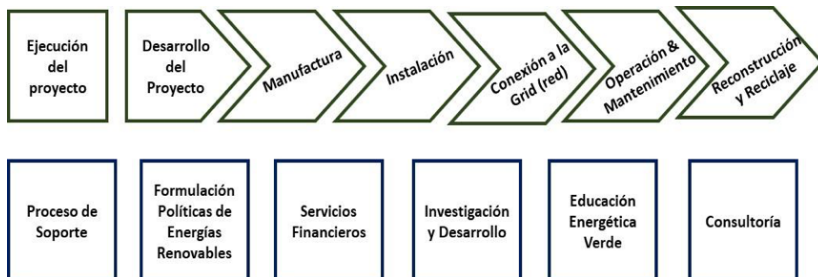 Ejecución
del
proyecto
Desarrollo
del
Proyecto
Manufactura
Instalación
Conexión a la
Grid (red)
Operación &
Mantenimiento
Reconstrucción
y Reciclaje
Proceso de
Soporte
Formulación
Políticas de
Energías
Renovables
Servicios
Financieros
Investigación
y Desarrollo
Educación
Energética
Verde
Consultoría